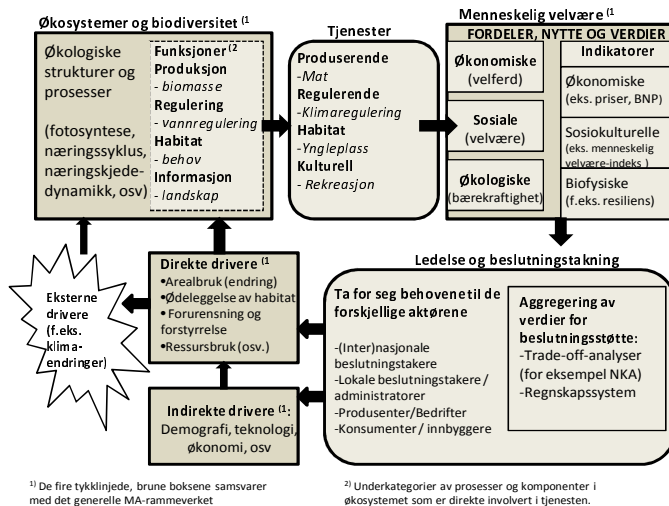 Økosystemer og biodiversitet (1
Økologiske
strukturer og
prosesser
(fotosyntese,
næringssyklus,
næringskjede-
dynamikk, osv)
Funksjoner (2
Produksjon
- biomasse
Regulering
- vannregulering
Habitat
- behov
Informasjon
- landskap
Tjenester
Produserende
- Mat
Regulerende
-Klimaregulering
Habitat
-Yngleplass
Kulturell
- Rekreasjon
Menneskelig velvære (1
FORDELER, NYTTE OG VERDIER
Økonomiske
(velferd)
Sosiale
(velvære)
Økologiske
(bærekraftighet)
Indikatorer
Økonomiske
(eks. priser, BNP)
Sosiokulturelle
(eks. menneskelig
velvære-indeks )
Biofysiske
(f.eks. resiliens)
Eksterne
drivere
(f.eks.
klima-
endringer)
Direkte drivere (1
•Arealbruk (endring)
•Ødeleggelse av habitat
• Forurensning og
forstyrrelse
•Ressursbruk (osv.)
Indirekte drivere (1:
Demografi, teknologi,
økonomi, osv
Ledelse og beslutningstakning
Ta for seg behovene til de
forskjellige aktørene
-(Inter)nasjonale
beslutningstakere
-Lokale beslutningstakere /
administratorer
-Produsenter/Bedrifter
-Konsumenter / innbyggere
Aggregering av
verdier for
beslutningsstøtte:
-Trade-off-analyser
(for eksempel NKA)
-Regnskapssystem
1) De fire tykklinjede, brune boksene samsvarer
med det generelle MA-rammeverket
2) Underkategorier av prosesser og komponenter i
økosystemet som er direkte involvert i tjenesten.